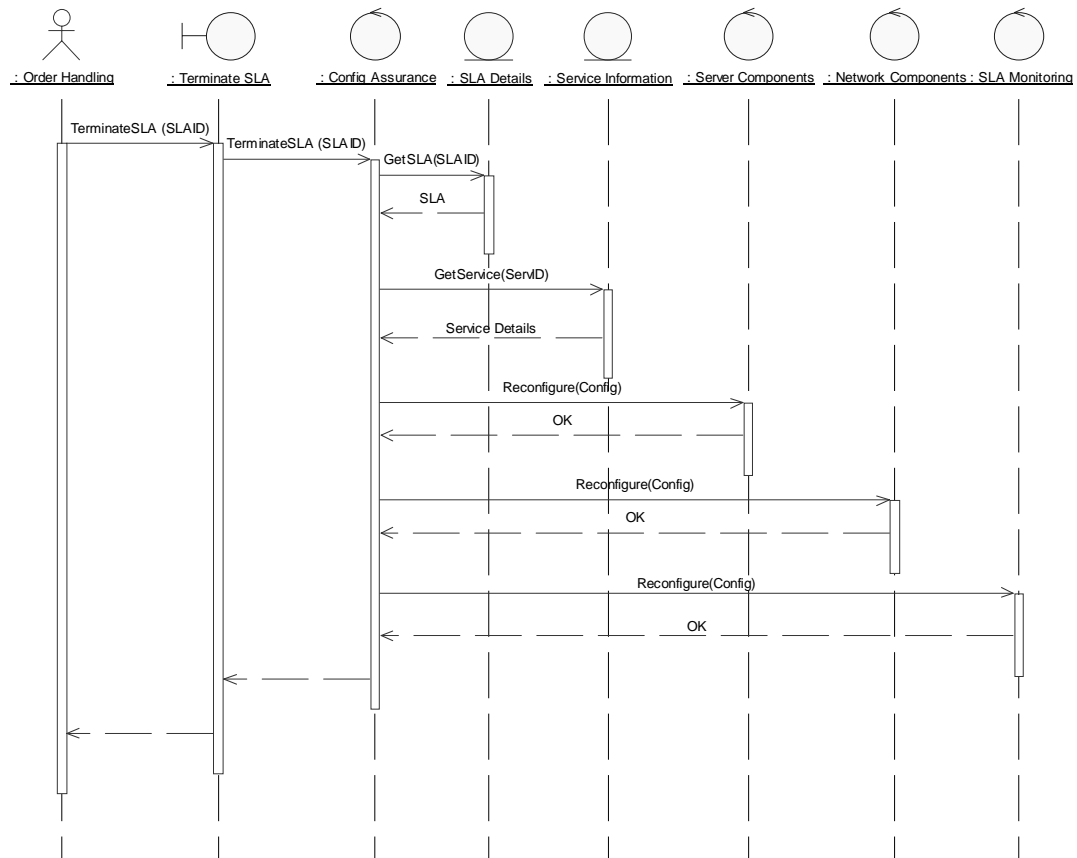 : Order Handling
: Terminate SLA
: Config Assurance
: SLA Details
: Service Information
: Server Components
: Network Components
: SLA Monitoring
TerminateSLA (SLAID)
TerminateSLA (SLAID)
GetSLA(SLAID)
SLA
GetService(ServID)
Service Details
Reconfigure(Config)
OK
Reconfigure(Config)
OK
Reconfigure(Config)
OK